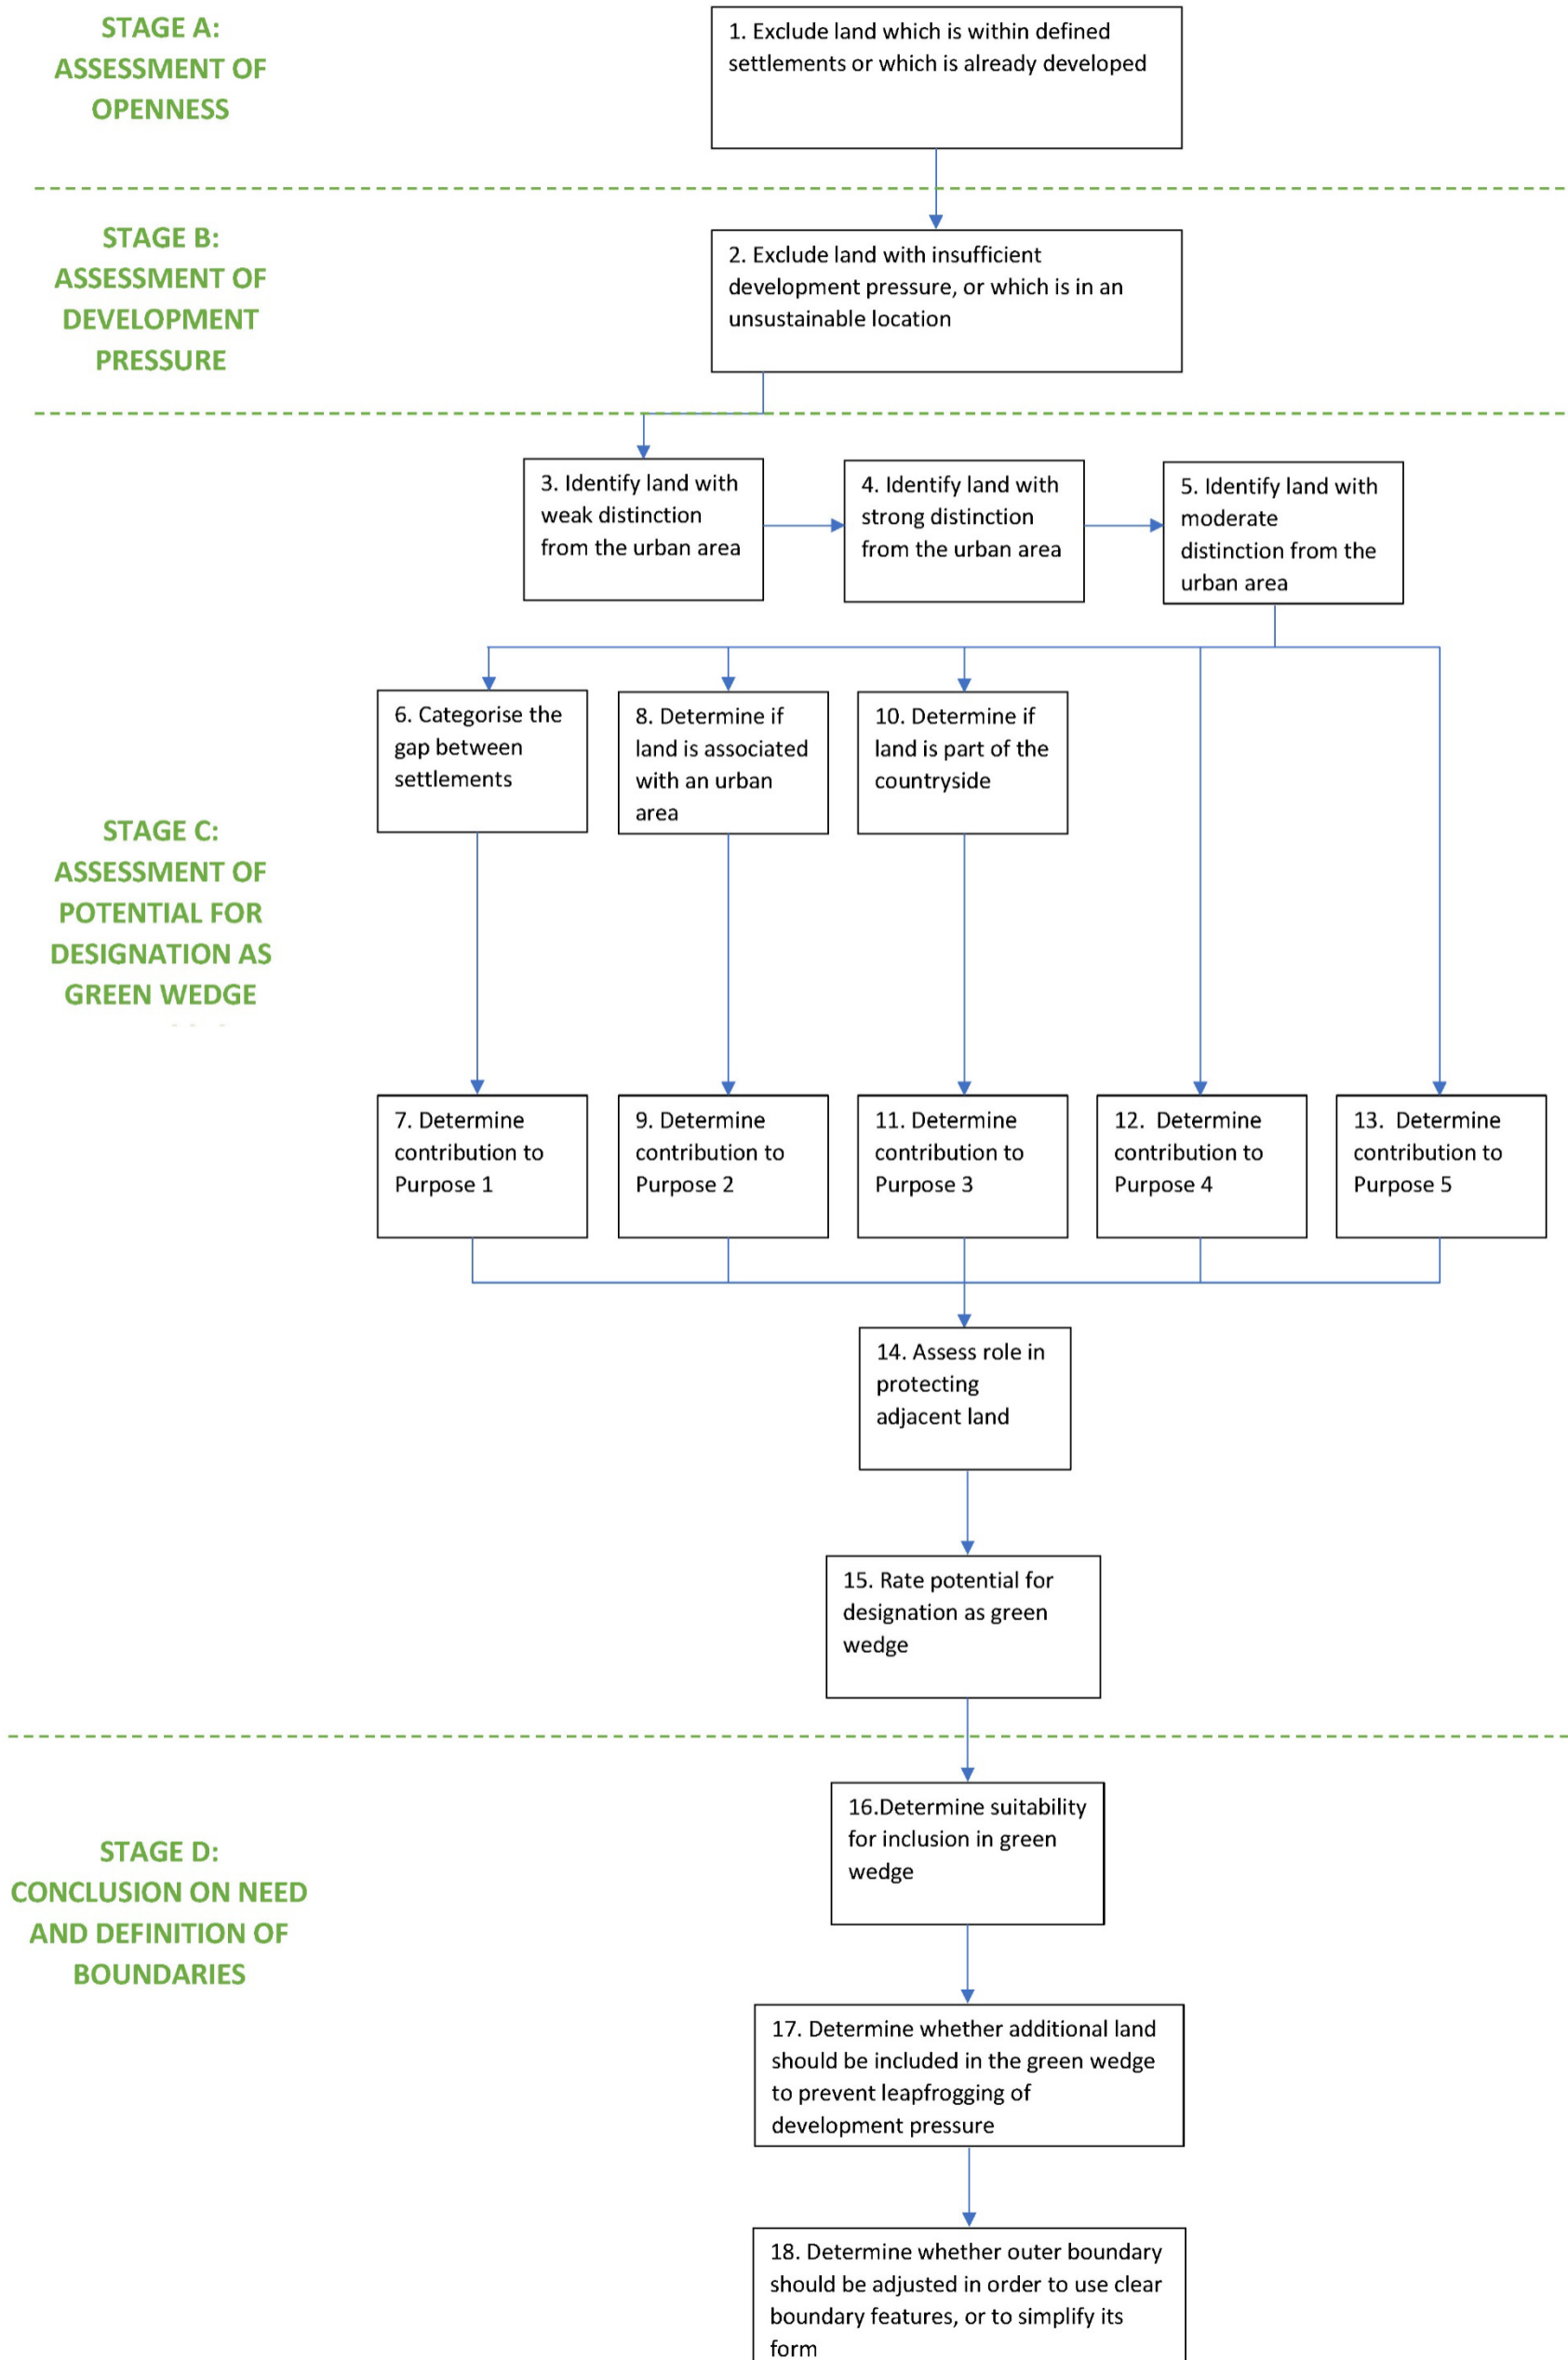 STAGE A:
ASSESSMENT OF
OPENNESS
1. Exclude land which is within defined
settlements or which is already developed
STAGE B:
ASSESSMENT OF
DEVELOPMENT
PRESSURE
2. Exclude land with insufficient
development pressure, or which is in an
unsustainable location
3. Identify land with
weak distinction
from the urban area
4. Identify land with
strong distinction
from the urban area
5. Identify land with
moderate
distinction from the
urban area
STAGE C:
ASSESSMENT OF
POTENTIAL FOR
DESIGNATION AS
GREEN WEDGE
6. Categorise the
gap between
settlements
8. Determine if
land is associated
with an urban
area
10. Determine if
land is part of the
countryside
7. Determine
contribution to
Purpose 1
9. Determine
contribution to
Purpose 2
11. Determine
contribution to
Purpose 3
12. Determine
contribution to
Purpose 4
13. Determine
contribution to
Purpose 5
14. Assess role in
protecting
adjacent land
15. Rate potential for
designation as green
wedge
STAGE D:
CONCLUSION ON NEED
AND DEFINITION OF
BOUNDARIES
16.Determine suitability
for inclusion in green
wedge
17. Determine whether additional land
should be included in the green wedge
to prevent leapfrogging of
development pressure
18. Determine whether outer boundary
should be adjusted in order to use clear
boundary features, or to simplify its
form